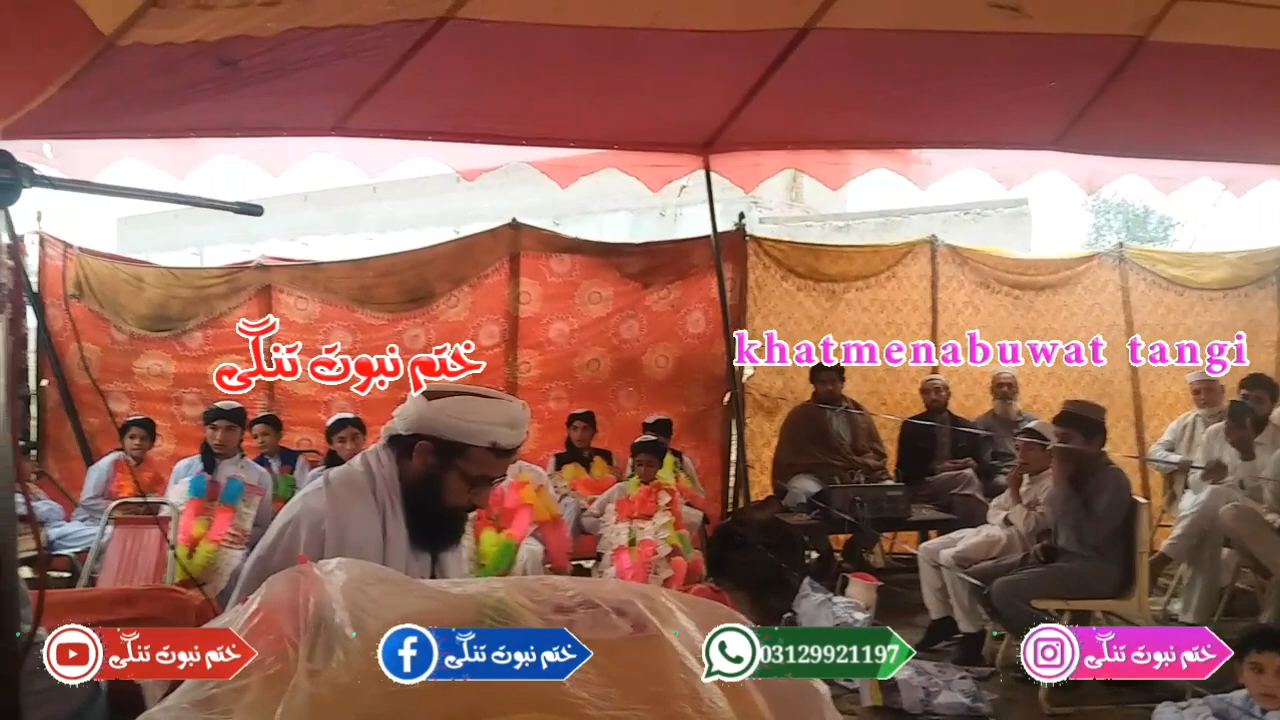 ختم نبوت تنگی
khatmenabuwat tangi
ختم نبوت تنگی
ختم نبوت تنگی
03129921197
ختم نبوت تنگی